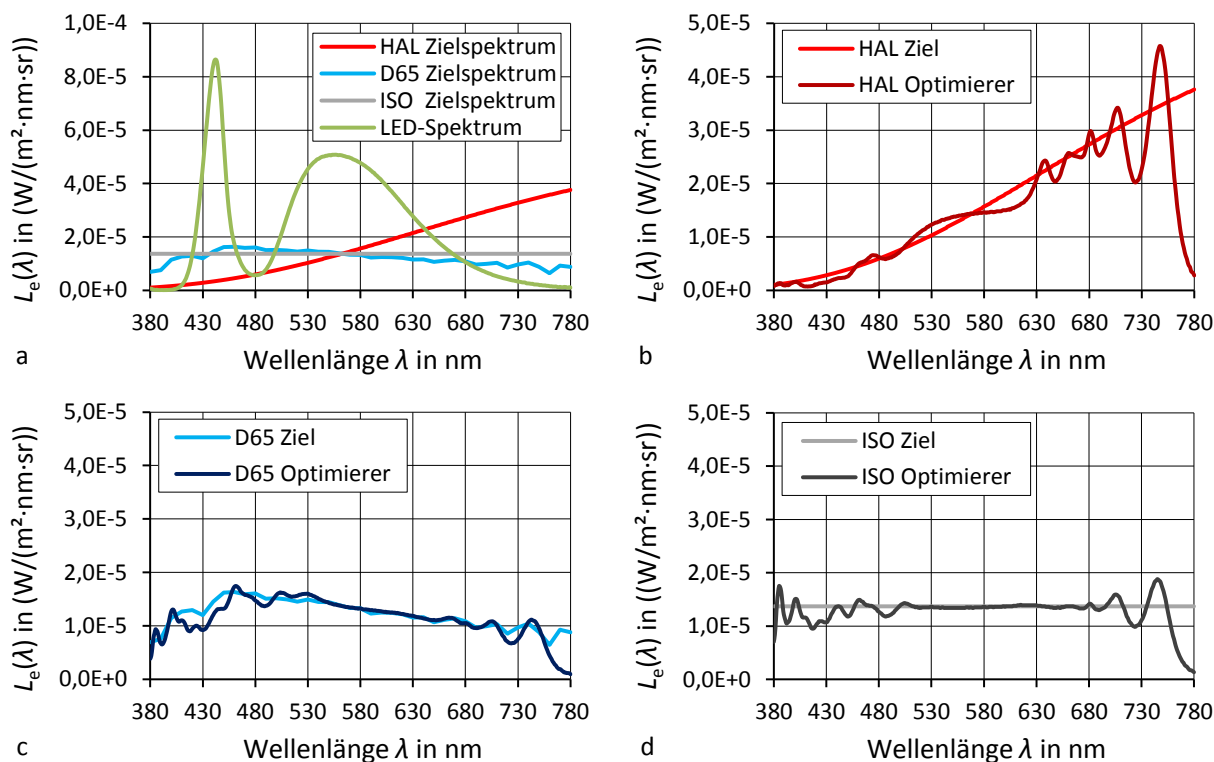 1,0E-4
8,0E-5
6,0E-5
4,0E-5
2,0E-5
0,0E+0
Le(λ) in (W/(m²·nm·sr))
HAL Zielspektrum
D65 Zielspektrum
ISO Zielspektrum
LED-Spektrum
380 430 480 530 580 630 680 730 780
a
Wellenlänge λ in nm
5,0E-5
4,0E-5
3,0E-5
2,0E-5
1,0E-5
0,0E+0
Le(λ) in (W/(m²·nm·sr))
HAL Ziel
HAL Optimierer
380 430 480 530 580 630 680 730 780
b
Wellenlänge λ in nm
5,0E-5
4,0E-5
3,0E-5
2,0E-5
1,0E-5
0,0E+0
Le(λ) in (W/(m²·nm·sr))
D65 Ziel
D65 Optimierer
380 430 480 530 580 630 680 730 780
c
Wellenlänge λ in nm
5,0E-5
4,0E-5
3,0E-5
2,0E-5
1,0E-5
0,0E+0
Le(λ) in ((W/m²·nm·sr))
ISO Ziel
ISO Optimierer
380 430 480 530 580 630 680 730 780
d
Wellenlänge λ in nm